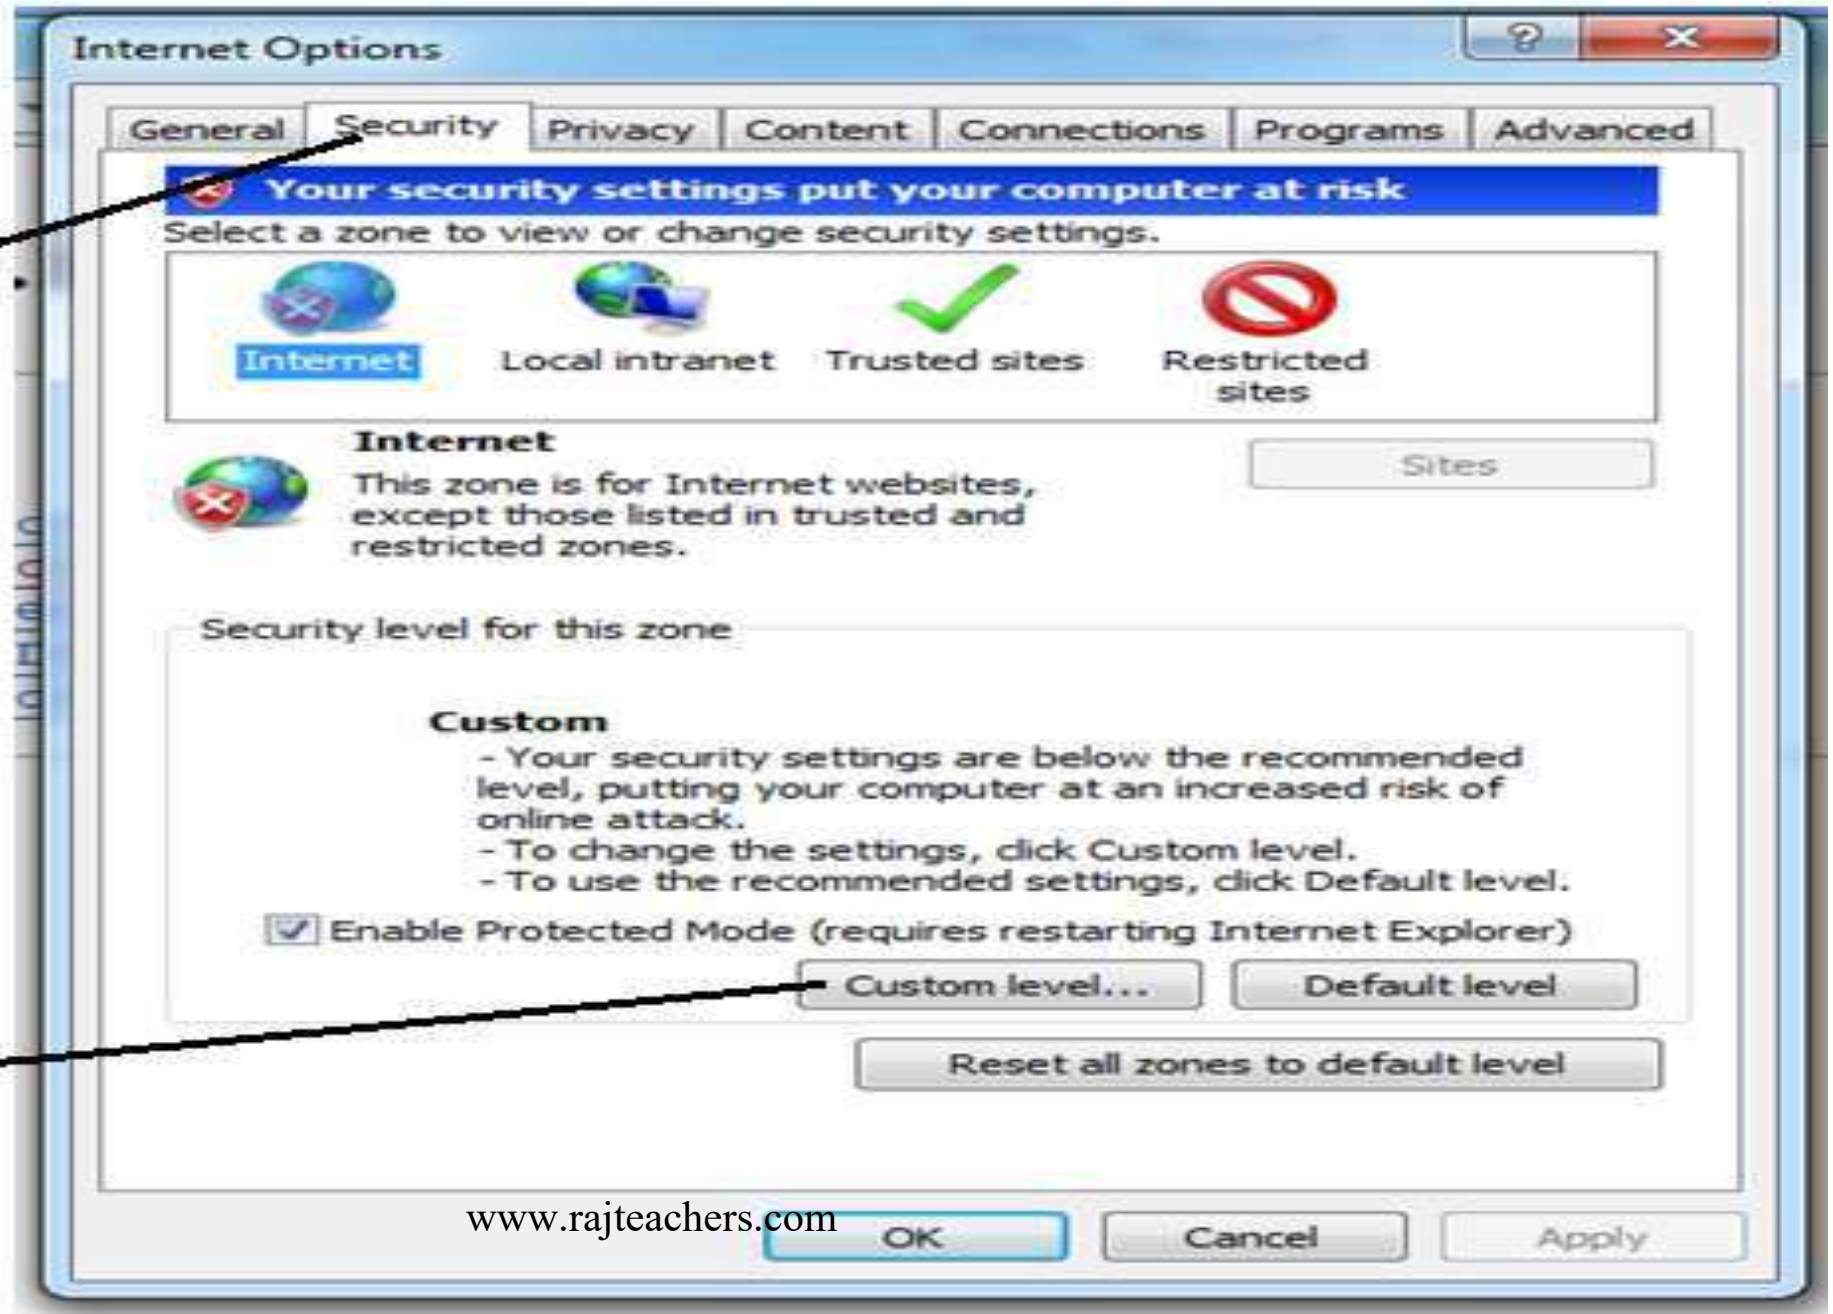 Internet Options
?
General Security Privacy Content Connections Programs Advanced
Your security settings put your computer at risk
Select a zone to view or change security settings.
Internet Local intranet Trusted sites Restricted
sites
Internet
Sites
This zone is for Internet websites,
except those listed in trusted and
restricted zones.
Security level for this zone
Custom
- Your security settings are below the recommended
level, putting your computer at an increased risk of
online attack.
- To change the settings, click Custom level.
- To use the recommended settings, click Default level.
Enable Protected Mode (requires restarting Internet Explorer)
Custom level... Default level
Reset all zones to default level
www.rajteachers.com
OK Cancel Apply